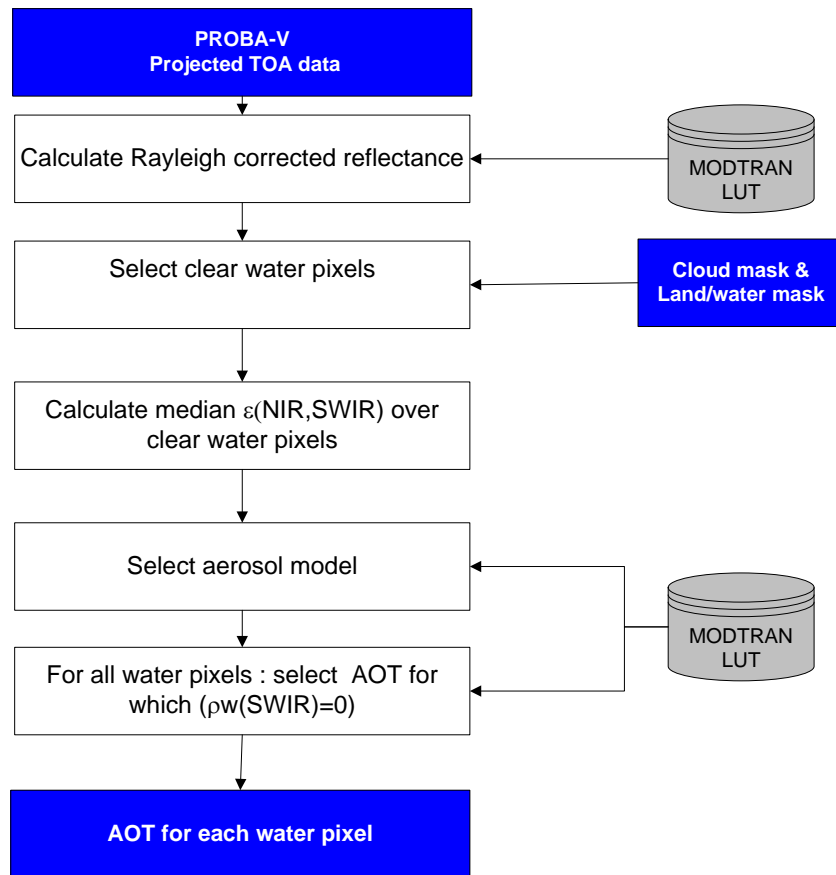 PROBA-V
Projected TOA data
Calculate Rayleigh corrected reflectance
MODTRAN
LUT
Select clear water pixels
Cloud mask &
Land/water mask
Calculate median ε(NIR,SWIR) over
clear water pixels
Select aerosol model
MODTRAN
LUT
For all water pixels : select AOT for
which (ρw(SWIR)=0)
AOT for each water pixel